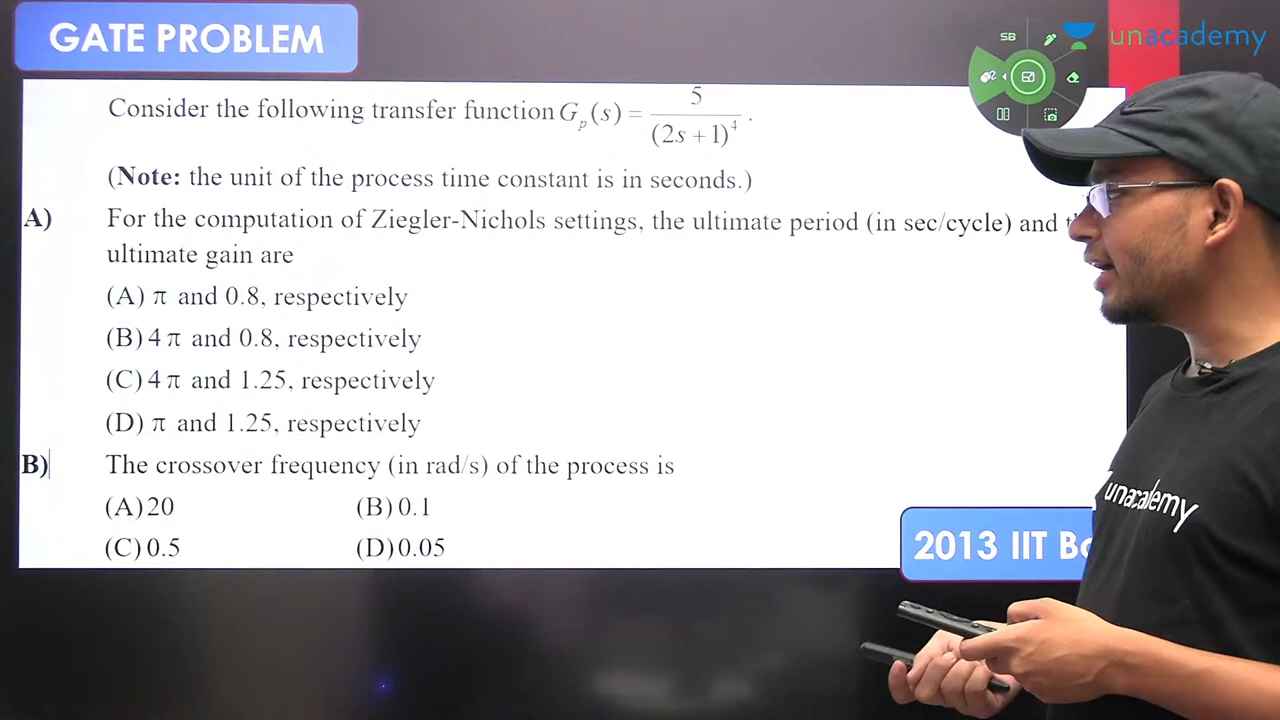 GATE PROBLEM
SB
unacademy
Consider the following transfer function G_p(s) = 5/(2s+1)^4 .
(Note: the unit of the process time constant is in seconds.)
A) For the computation of Ziegler-Nichols settings, the ultimate period (in sec/cycle) and
ultimate gain are
(A) π and 0.8, respectively
(B) 4 π and 0.8, respectively
(C) 4 π and 1.25, respectively
(D) π and 1.25, respectively
B) The crossover frequency (in rad/s) of the process is
(A) 20 (B) 0.1
(C) 0.5 (D) 0.05
unacademy
2013 IIT